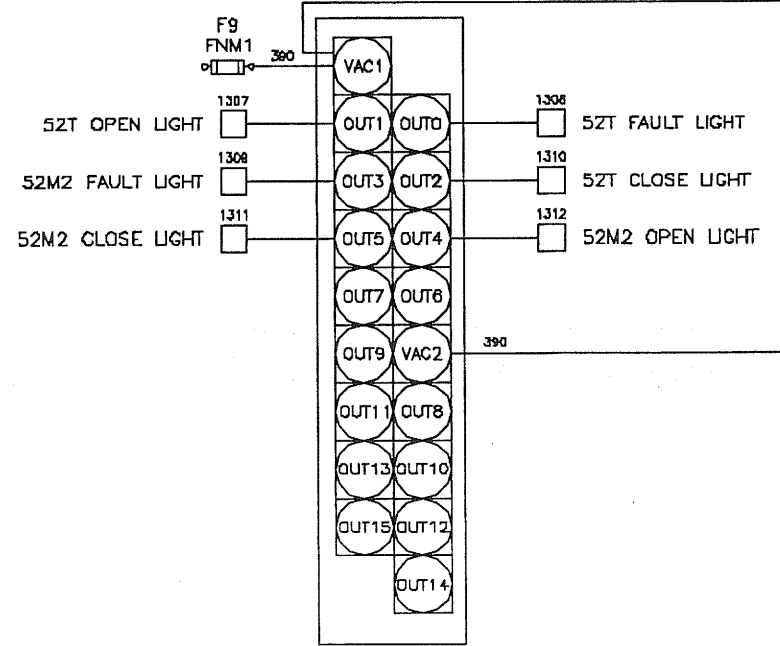 F9
FNM1
390
VAC1
1307
52T OPEN LIGHT
OUT1
OUT0
1306
52T FAULT LIGHT
1309
52M2 FAULT LIGHT
OUT3
OUT2
1310
52T CLOSE LIGHT
1311
52M2 CLOSE LIGHT
OUT5
OUT4
1312
52M2 OPEN LIGHT
OUT7
OUT6
OUT9
VAC2
390
OUT11
OUT8
OUT13
OUT10
OUT15
OUT12
OUT14